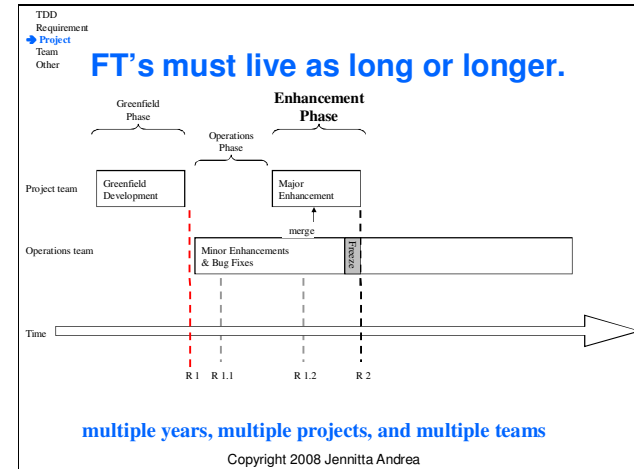 TDD
Requirement
Project
Team
Other
FT's must live as long or longer.
Greenfield
Phase
Operations
Phase
Enhancement
Phase
Project team
Greenfield
Development
Major
Enhancement
merge
Operations team
Minor Enhancements
& Bug Fixes
Freeze
Time
R 1
R 1.1
R 1.2
R 2
multiple years, multiple projects, and multiple teams
Copyright 2008 Jennitta Andrea